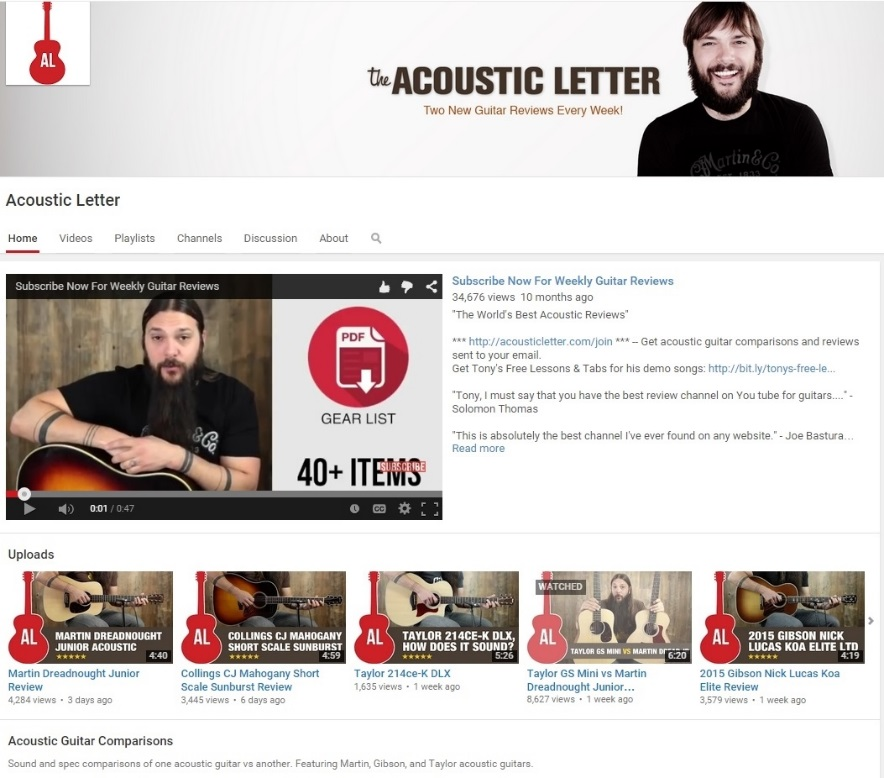 AL
the ACOUSTIC LETTER
Two New Guitar Reviews Every Week!
Martin & Co
Acoustic Letter
Home Videos Playlists Channels Discussion About
Subscribe Now For Weekly Guitar Reviews
PDF
GEAR LIST
40+ ITEMS
SUBSCRIBE
0:01 / 0:47
CC
Subscribe Now For Weekly Guitar Reviews
34,676 views 10 months ago
"The World's Best Acoustic Reviews"
*** http://acousticletter.com/join *** – Get acoustic guitar comparisons and reviews
sent to your email.
Get Tony's Free Lessons & Tabs for his demo songs: http://bit.ly/tonys-free-le...
"Tony, I must say that you have the best review channel on You tube for guitars...." -
Solomon Thomas
"This is absolutely the best channel I've ever found on any website." - Joe Bastura...
Read more
Uploads
AL
MARTIN DREADNOUGHT
JUNIOR ACOUSTIC
4:40
Martin Dreadnought Junior
Review
4,284 views • 3 days ago
AL
COLLINGS CJ MAHOGANY
SHORT SCALE SUNBURST
4:59
Collings CJ Mahogany Short
Scale Sunburst Review
3,445 views • 6 days ago
AL
TAYLOR 214CE-K DLX,
HOW DOES IT SOUND?
5:26
Taylor 214ce-K DLX
1,635 views • 1 week ago
WATCHED
AL
TAYLOR GS MINI VS MARTIN
6:20
Taylor GS Mini vs Martin
Dreadnought Junior...
8,627 views • 1 week ago
AL
2015 GIBSON NICK
LUCAS KOA ELITE LTD
4:19
2015 Gibson Nick Lucas Koa
Elite Review
3,579 views • 1 week ago
Acoustic Guitar Comparisons
Sound and spec comparisons of one acoustic guitar vs another. Featuring Martin, Gibson, and Taylor acoustic guitars.